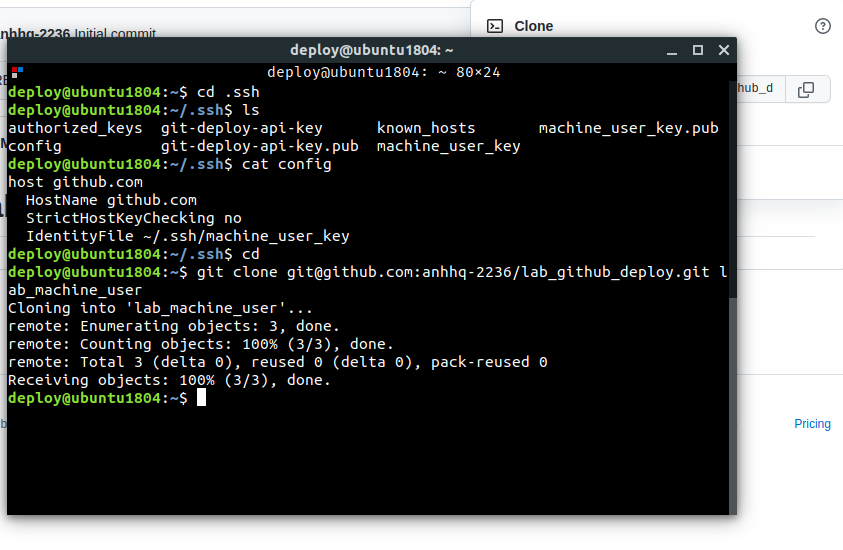 nhhq-2236 Initial commit
Clone
deploy@ubuntu1804: ~
deploy@ubuntu1804: ~ 80×24
hub_d
deploy@ubuntu1804:~$ cd .ssh
deploy@ubuntu1804:~/.ssh$ ls
authorized_keys  git-deploy-api-key      known_hosts       machine_user_key.pub
config           git-deploy-api-key.pub  machine_user_key
deploy@ubuntu1804:~/.ssh$ cat config
host github.com
  HostName github.com
  StrictHostKeyChecking no
  IdentityFile ~/.ssh/machine_user_key
deploy@ubuntu1804:~/.ssh$ cd
deploy@ubuntu1804:~$ git clone git@github.com:anhhq-2236/lab_github_deploy.git l
ab_machine_user
Cloning into 'lab_machine_user'...
remote: Enumerating objects: 3, done.
remote: Counting objects: 100% (3/3), done.
remote: Total 3 (delta 0), reused 0 (delta 0), pack-reused 0
Receiving objects: 100% (3/3), done.
deploy@ubuntu1804:~$
Pricing